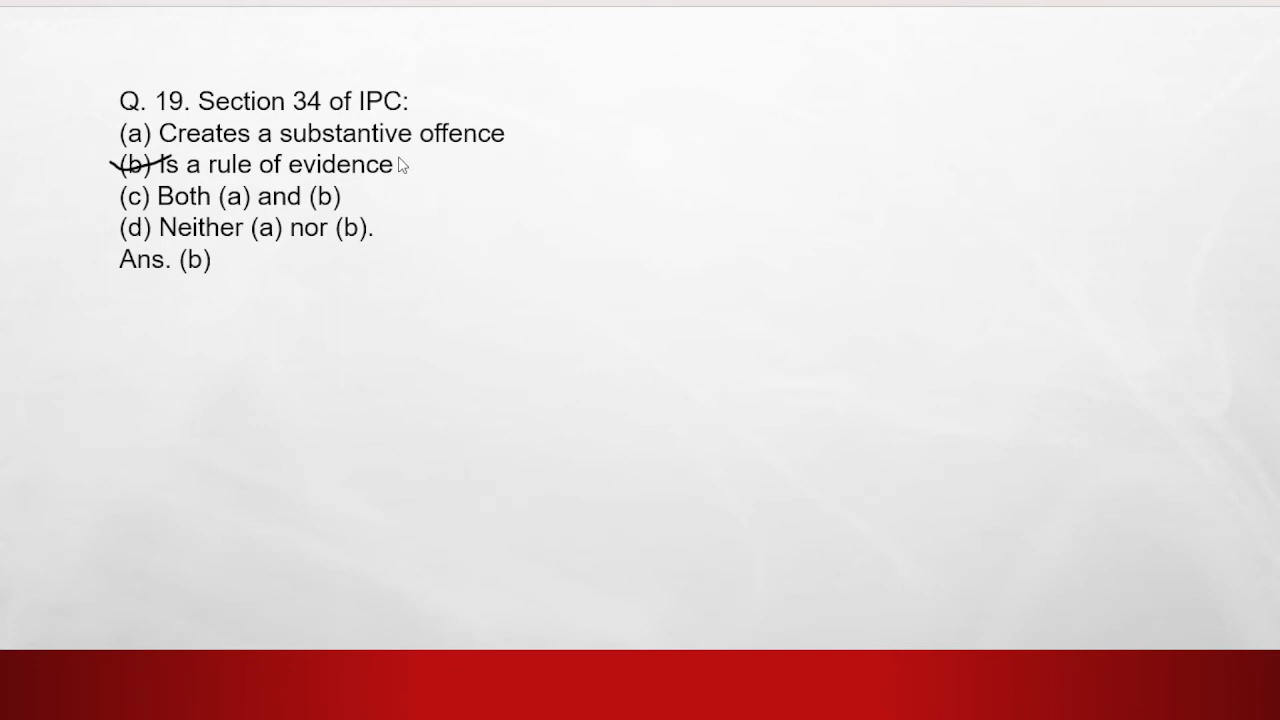 Q. 19. Section 34 of IPC:
(a) Creates a substantive offence
(b) Is a rule of evidence
(c) Both (a) and (b)
(d) Neither (a) nor (b).
Ans. (b)